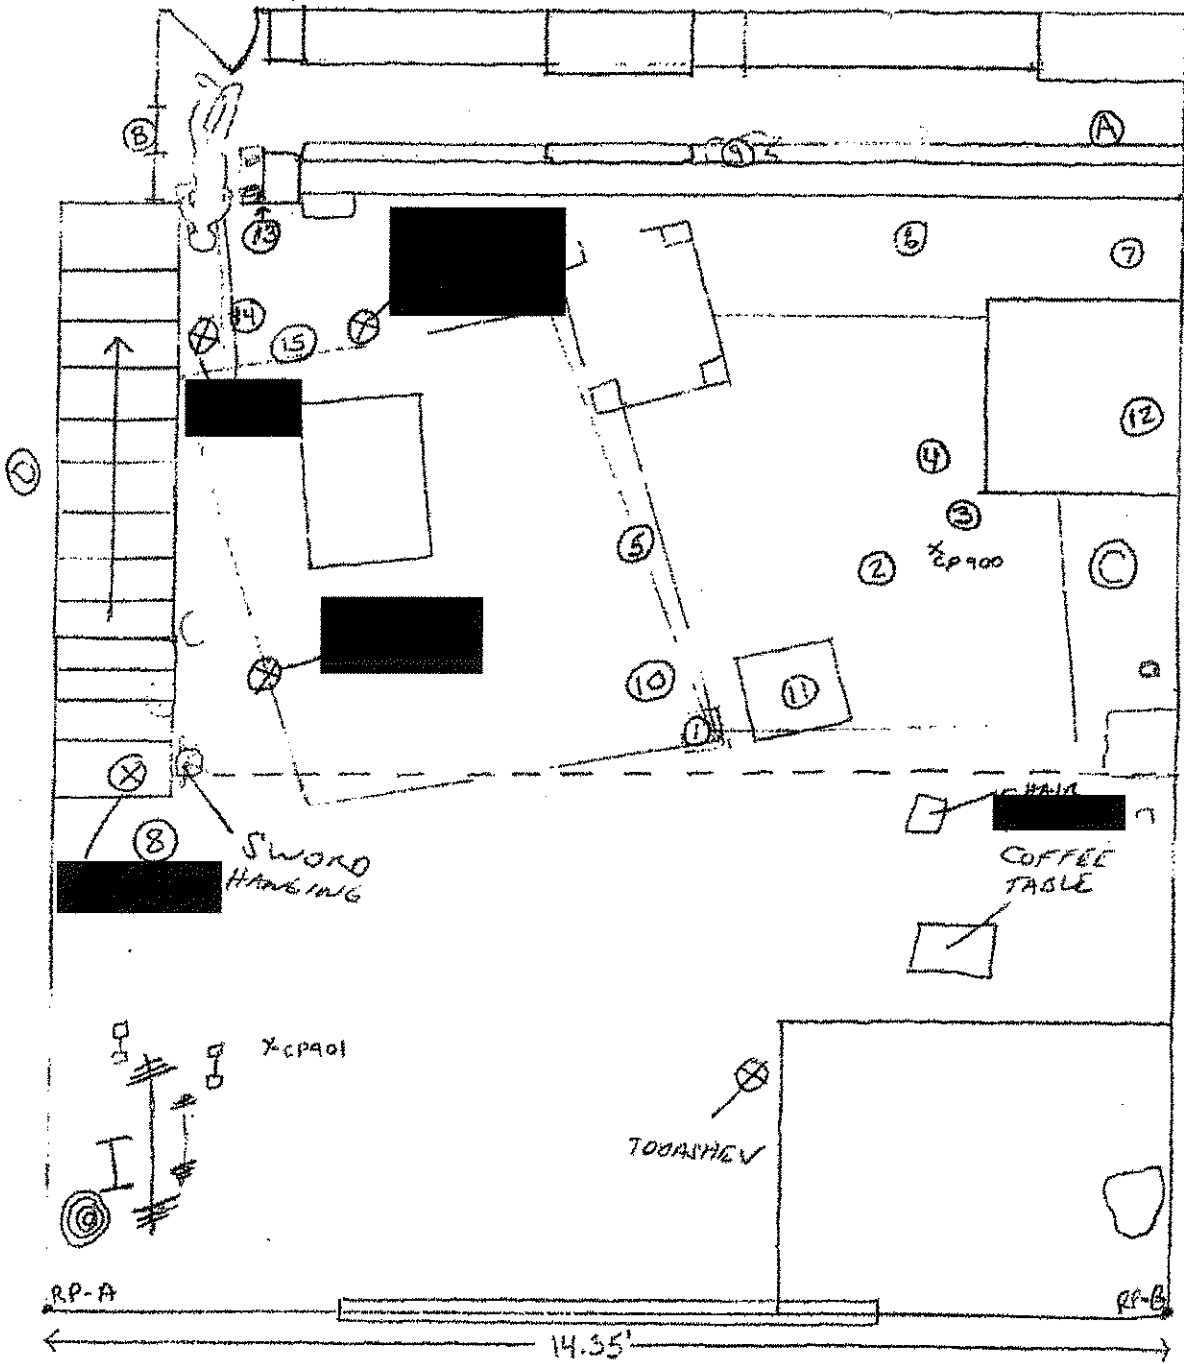 B
A
9
13
6
7
14
15
12
4
3
5
2
x
CP900
C
10
11
1
8
SWORD
HANGING
CHAIR
COFFEE
TABLE
x CP901
TODASHEV
RP-A
RP-B
14.35'